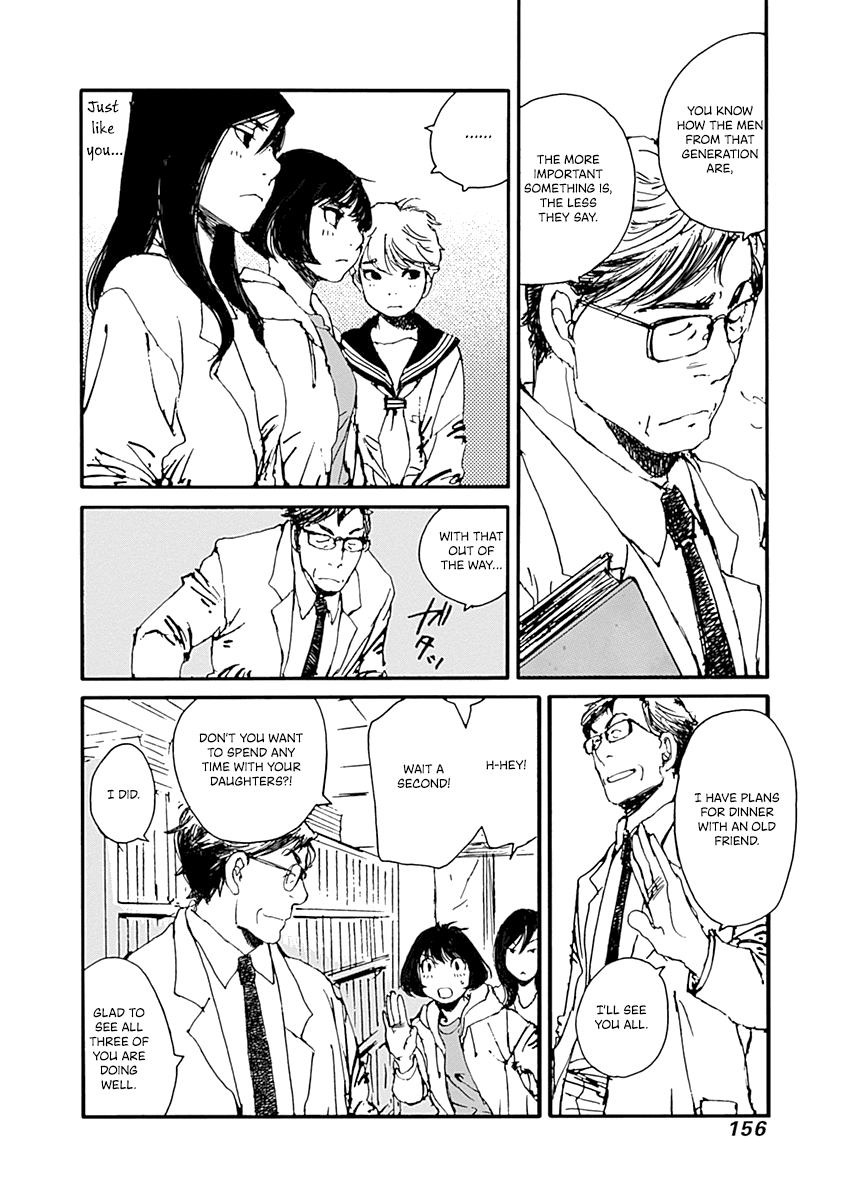 YOU KNOW
HOW THE MEN
FROM THAT
GENERATION
ARE,
THE MORE
IMPORTANT
SOMETHING IS,
THE LESS
THEY SAY.
......
Just
like
you...
WITH THAT
OUT OF
THE WAY...
ガタッ
I HAVE PLANS
FOR DINNER
WITH AN OLD
FRIEND.
I'LL SEE
YOU ALL.
H-HEY!
WAIT A
SECOND!
DON'T YOU WANT
TO SPEND ANY
TIME WITH YOUR
DAUGHTERS?!
I DID.
GLAD TO
SEE ALL
THREE OF
YOU ARE
DOING
WELL.
156